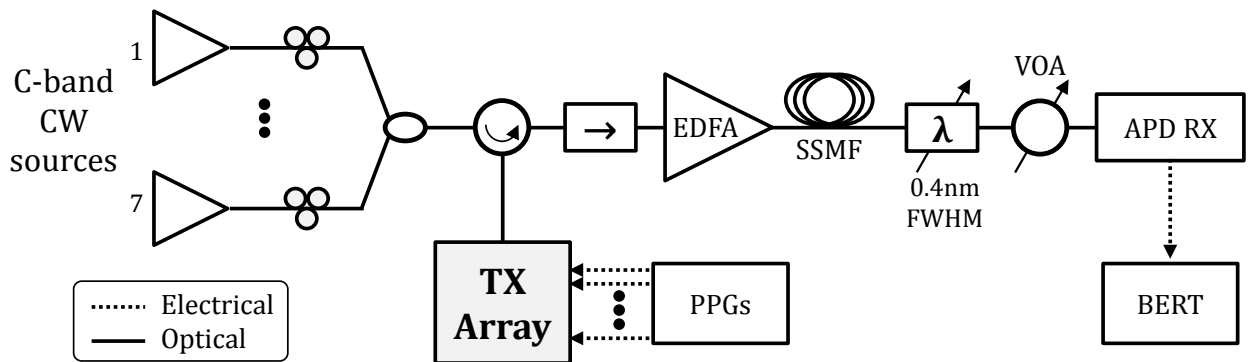 1
C-band
CW
sources
7
EDFA
SSMF
λ
0.4nm
FWHM
VOA
APD RX
TX
Array
PPGs
BERT
Electrical
Optical